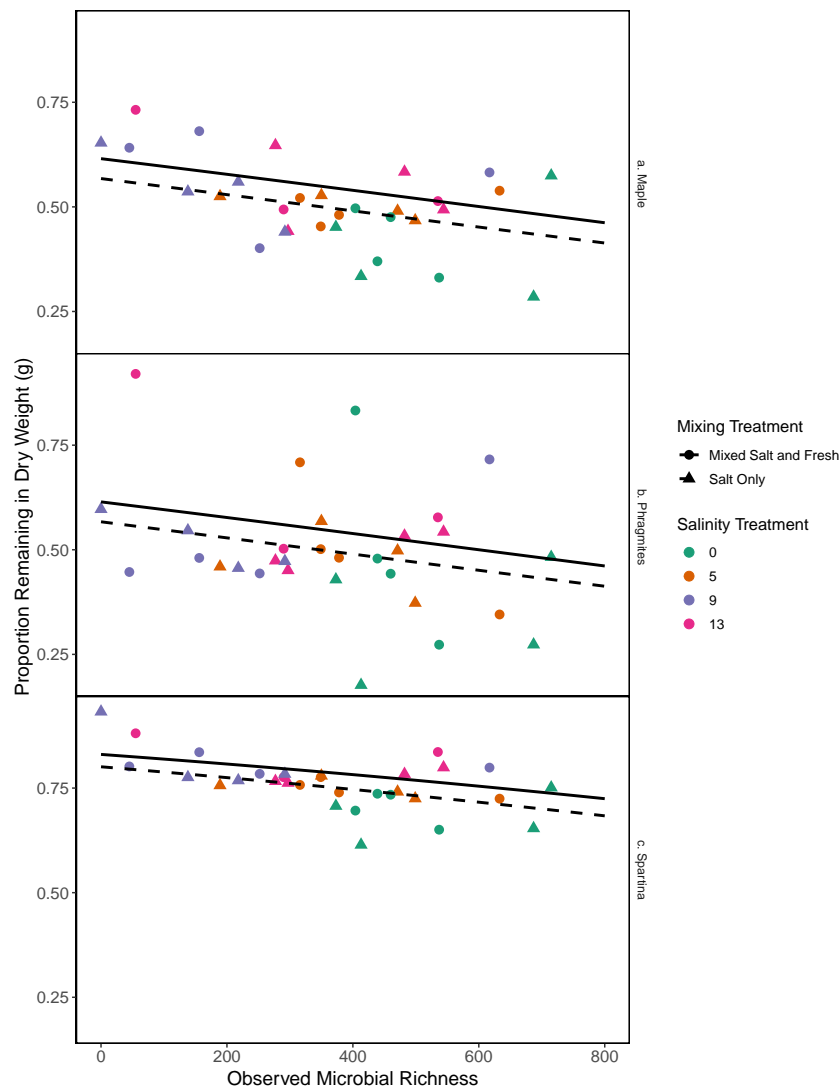 0.75
0.50
0.25
a. Maple
0.75
0.50
0.25
b. Phragmites
0.75
0.50
0.25
c. Spartina
0 200 400 600 800
Observed Microbial Richness
Proportion Remaining in Dry Weight (g)
Mixing Treatment
Mixed Salt and Fresh
Salt Only
Salinity Treatment
0
5
9
13